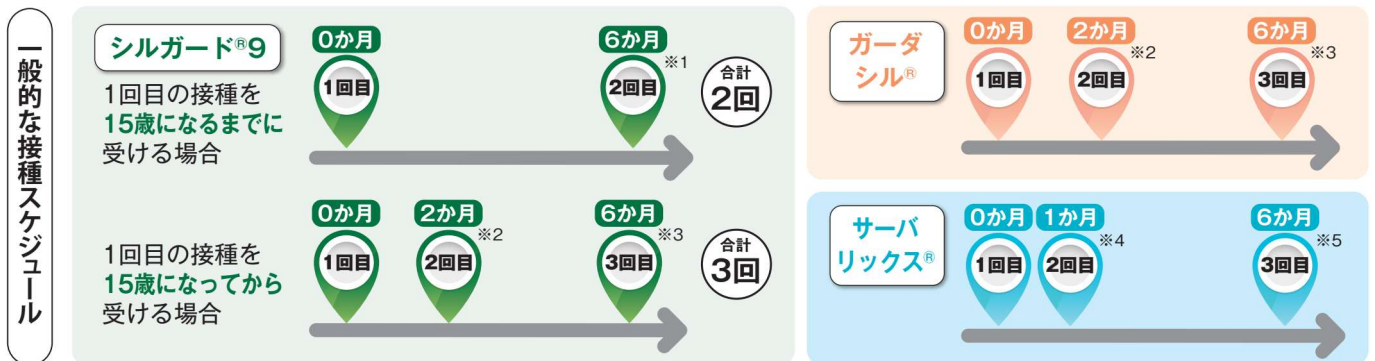 一般的な接種スケジュール
シルガード®9
1回目の接種を
15歳になるまでに
受ける場合
0か月
1回目
6か月
※1
2回目
合計
2回
1回目の接種を
15歳になってから
受ける場合
0か月
1回目
2か月
※2
2回目
6か月
※3
3回目
合計
3回
ガーダ
シル®
0か月
1回目
2か月
※2
2回目
6か月
※3
3回目
サーバ
リックス®
0か月
1回目
1か月
※4
2回目
6か月
※5
3回目